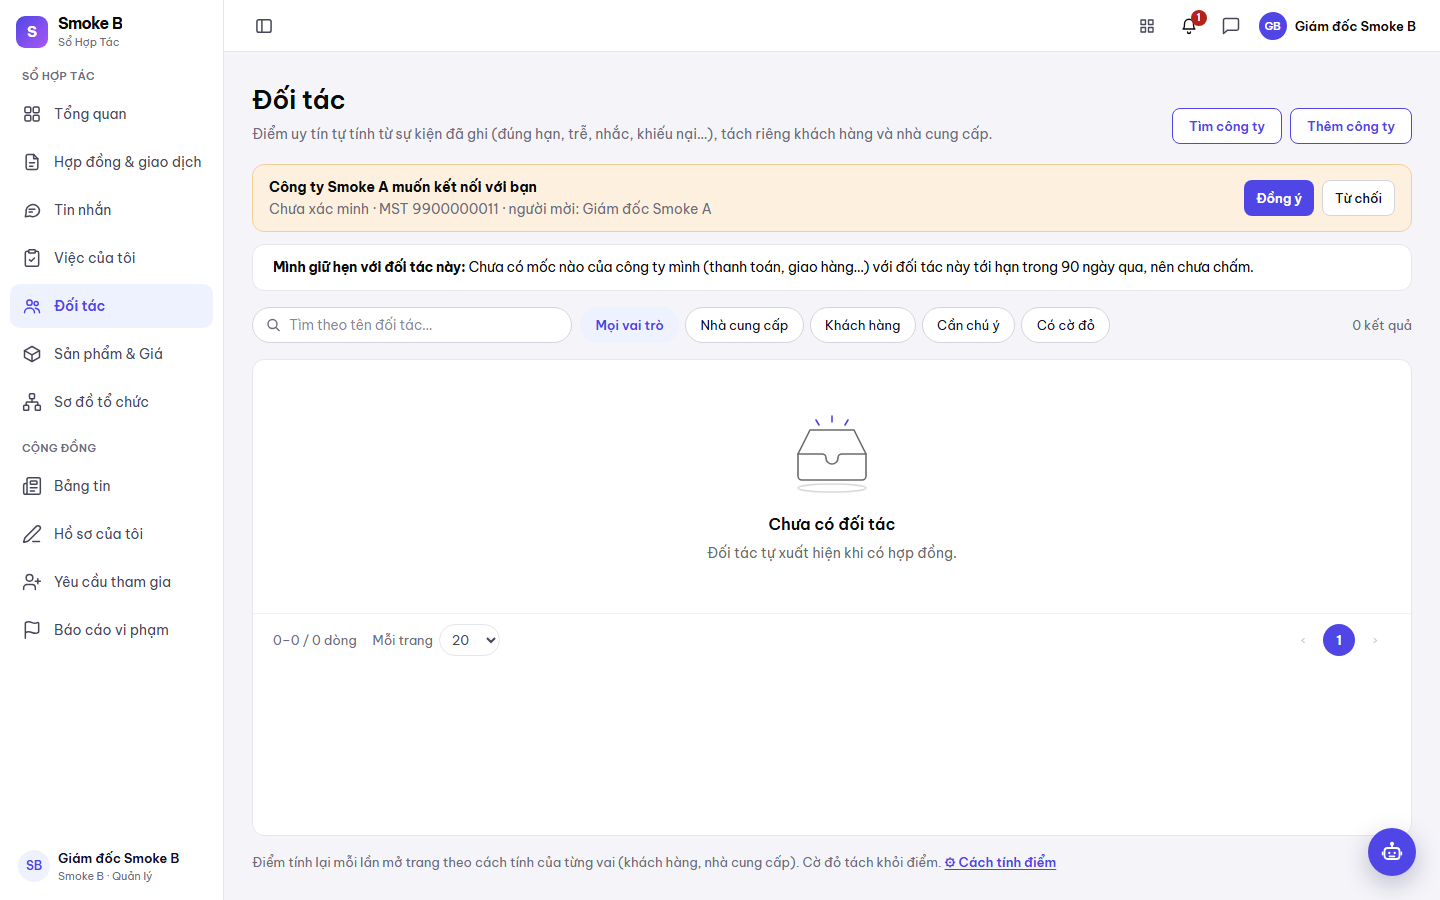 S
Smoke B
Sổ Hợp Tác
SỔ HỢP TÁC
Tổng quan
Hợp đồng & giao dịch
Tin nhắn
Việc của tôi
Đối tác
Sản phẩm & Giá
Sơ đồ tổ chức
CỘNG ĐỒNG
Bảng tin
Hồ sơ của tôi
Yêu cầu tham gia
Báo cáo vi phạm
SB
Giám đốc Smoke B
Smoke B · Quản lý
1
GB
Giám đốc Smoke B
Đối tác
Điểm uy tín tự tính từ sự kiện đã ghi (đúng hạn, trễ, nhắc, khiếu nại...), tách riêng khách hàng và nhà cung cấp.
Tìm công ty
Thêm công ty
Công ty Smoke A muốn kết nối với bạn
Chưa xác minh · MST 9900000011 · người mời: Giám đốc Smoke A
Đồng ý
Từ chối
Mình giữ hẹn với đối tác này: Chưa có mốc nào của công ty mình (thanh toán, giao hàng...) với đối tác này tới hạn trong 90 ngày qua, nên chưa chấm.
Tìm theo tên đối tác...
Mọi vai trò
Nhà cung cấp
Khách hàng
Cần chú ý
Có cờ đỏ
0 kết quả
Chưa có đối tác
Đối tác tự xuất hiện khi có hợp đồng.
0–0 / 0 dòng
Mỗi trang
20
‹
1
›
Điểm tính lại mỗi lần mở trang theo cách tính của từng vai (khách hàng, nhà cung cấp). Cờ đỏ tách khỏi điểm. ⚙ Cách tính điểm